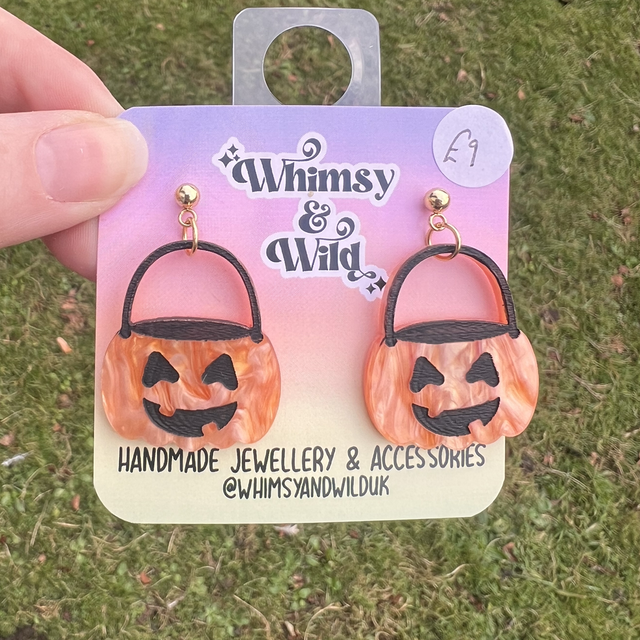 £9
Whimsy
&
Wild
HANDMADE JEWELLERY & ACCESSORIES
@WHIMSYANDWILDUK